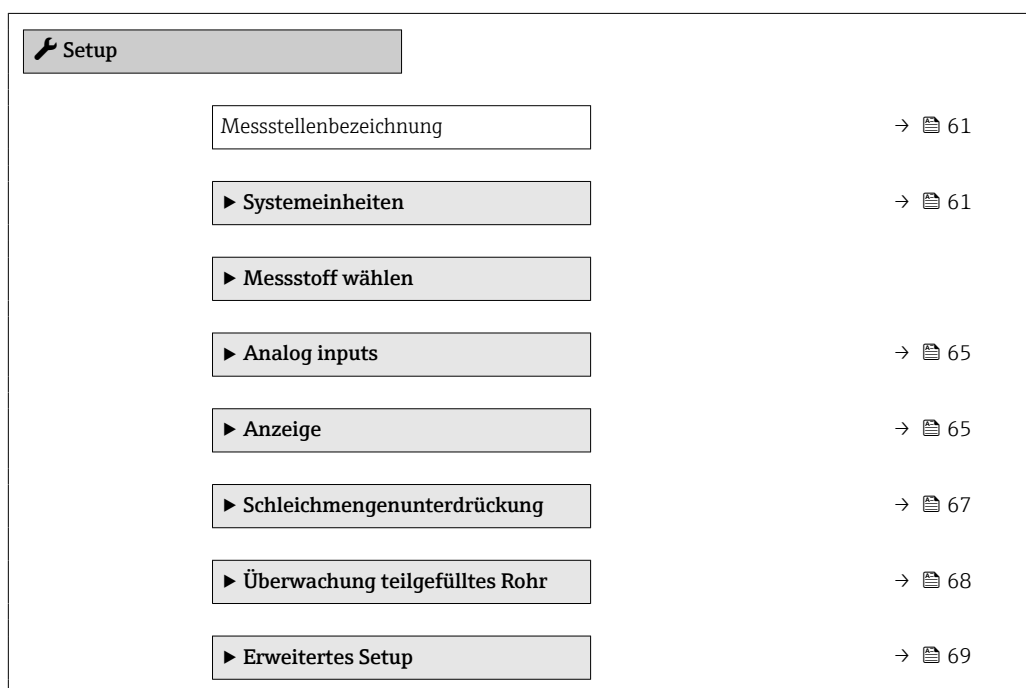 Setup
Messstellenbezeichnung → 61
▶ Systemeinheiten → 61
▶ Messstoff wählen
▶ Analog inputs → 65
▶ Anzeige → 65
▶ Schleichmengenunterdrückung → 67
▶ Überwachung teilgefülltes Rohr → 68
▶ Erweitertes Setup → 69